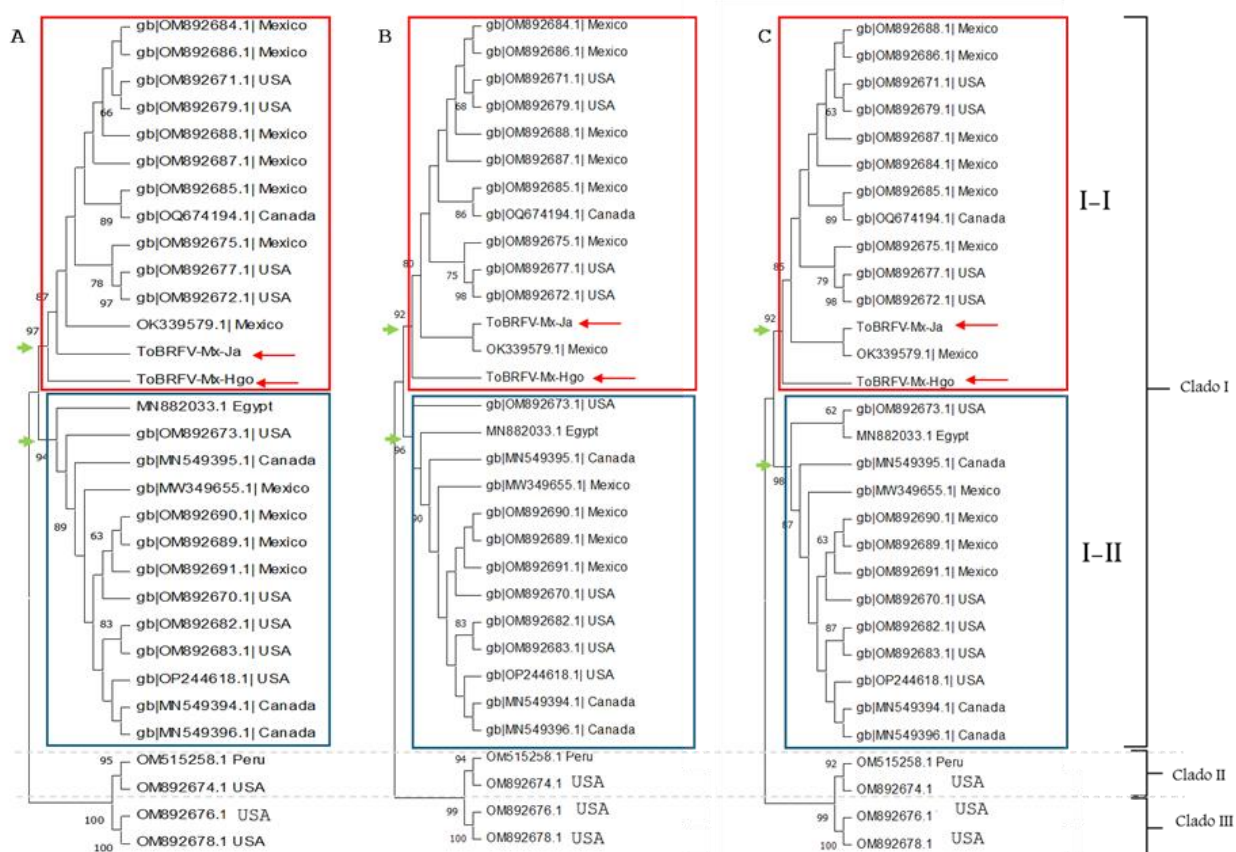 A
gb|OM892684.1| Mexico
gb|OM892686.1| Mexico
gb|OM892671.1| USA
gb|OM892679.1| USA
66
gb|OM892688.1| Mexico
gb|OM892687.1| Mexico
gb|OM892685.1| Mexico
gb|OQ674194.1| Canada
89
gb|OM892675.1| Mexico
gb|OM892677.1| USA
78
gb|OM892672.1| USA
97
87
OK339579.1| Mexico
97
ToBRFV-Mx-Ja
ToBRFV-Mx-Hgo
MN882033.1 Egypt
gb|OM892673.1| USA
94
gb|MN549395.1| Canada
gb|MW349655.1| Mexico
89
gb|OM892690.1| Mexico
63
gb|OM892689.1| Mexico
gb|OM892691.1| Mexico
gb|OM892670.1| USA
gb|OM892682.1| USA
83
gb|OM892683.1| USA
gb|OP244618.1| USA
gb|MN549394.1| Canada
gb|MN549396.1| Canada
95
OM515258.1 Peru
OM892674.1 USA
OM892676.1 USA
100
OM892678.1 USA
100
B
gb|OM892684.1| Mexico
gb|OM892686.1| Mexico
gb|OM892671.1| USA
gb|OM892679.1| USA
68
gb|OM892688.1| Mexico
gb|OM892687.1| Mexico
gb|OM892685.1| Mexico
gb|OQ674194.1| Canada
86
gb|OM892675.1| Mexico
80
gb|OM892677.1| USA
75
gb|OM892672.1| USA
98
92
ToBRFV-Mx-Ja
OK339579.1| Mexico
ToBRFV-Mx-Hgo
gb|OM892673.1| USA
MN882033.1 Egypt
96
gb|MN549395.1| Canada
gb|MW349655.1| Mexico
90
gb|OM892690.1| Mexico
gb|OM892689.1| Mexico
gb|OM892691.1| Mexico
gb|OM892670.1| USA
gb|OM892682.1| USA
83
gb|OM892683.1| USA
gb|OP244618.1| USA
gb|MN549394.1| Canada
gb|MN549396.1| Canada
94
OM515258.1 Peru
OM892674.1 USA
OM892676.1 USA
99
OM892678.1 USA
100
C
gb|OM892688.1| Mexico
gb|OM892686.1| Mexico
gb|OM892671.1| USA
gb|OM892679.1| USA
63
gb|OM892687.1| Mexico
gb|OM892684.1| Mexico
gb|OM892685.1| Mexico
gb|OQ674194.1| Canada
89
gb|OM892675.1| Mexico
85
gb|OM892677.1| USA
79
gb|OM892672.1| USA
98
92
ToBRFV-Mx-Ja
OK339579.1| Mexico
ToBRFV-Mx-Hgo
gb|OM892673.1| USA
62
MN882033.1 Egypt
gb|MN549395.1| Canada
98
gb|MW349655.1| Mexico
87
gb|OM892690.1| Mexico
63
gb|OM892689.1| Mexico
gb|OM892691.1| Mexico
gb|OM892670.1| USA
gb|OM892682.1| USA
87
gb|OM892683.1| USA
gb|OP244618.1| USA
gb|MN549394.1| Canada
gb|MN549396.1| Canada
92
OM515258.1 Peru
OM892674.1 USA
OM892676.1 USA
99
OM892678.1 USA
100
I-I
Clado I
I-II
Clado II
Clado III